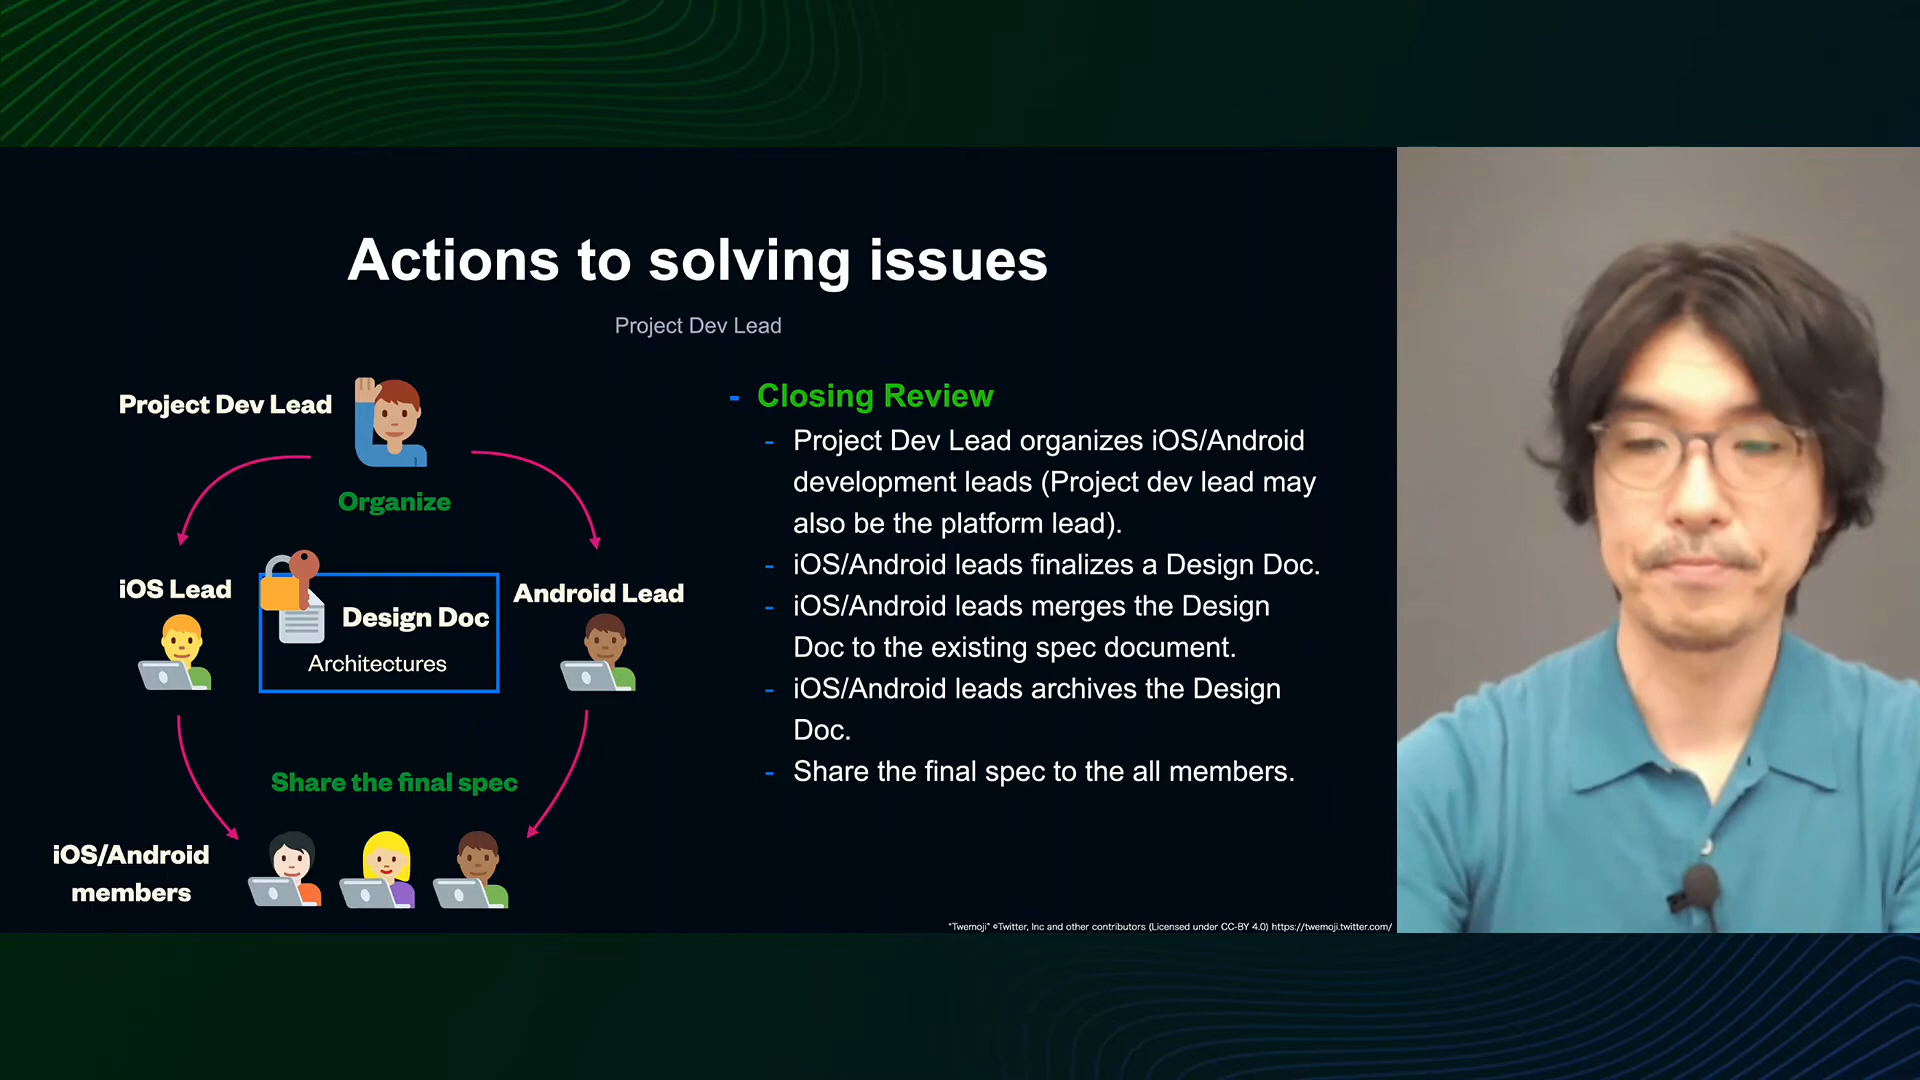 Actions to solving issues
Project Dev Lead
Project Dev Lead
Organize
iOS Lead
Design Doc
Architectures
Android Lead
Share the final spec
iOS/Android
members
- Closing Review
- Project Dev Lead organizes iOS/Android
development leads (Project dev lead may
also be the platform lead).
- iOS/Android leads finalizes a Design Doc.
- iOS/Android leads merges the Design
Doc to the existing spec document.
- iOS/Android leads archives the Design
Doc.
- Share the final spec to the all members.
"Twemoji" ©Twitter, Inc and other contributors (Licensed under CC-BY 4.0) https://twemoji.twitter.com/